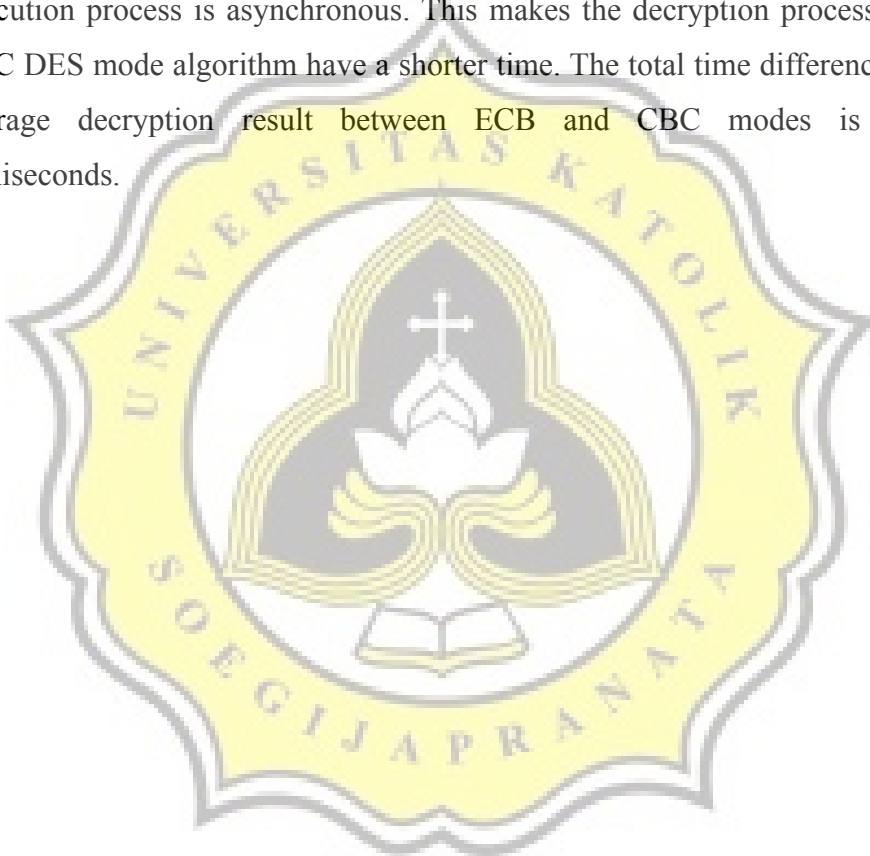 cution process is asynchronous. This makes the decryption process
C DES mode algorithm have a shorter time. The total time differenc
rage decryption result between ECB and CBC modes is
liseconds.
UNIVERSITAS KATOLIK
SOEGIJAPRANATA